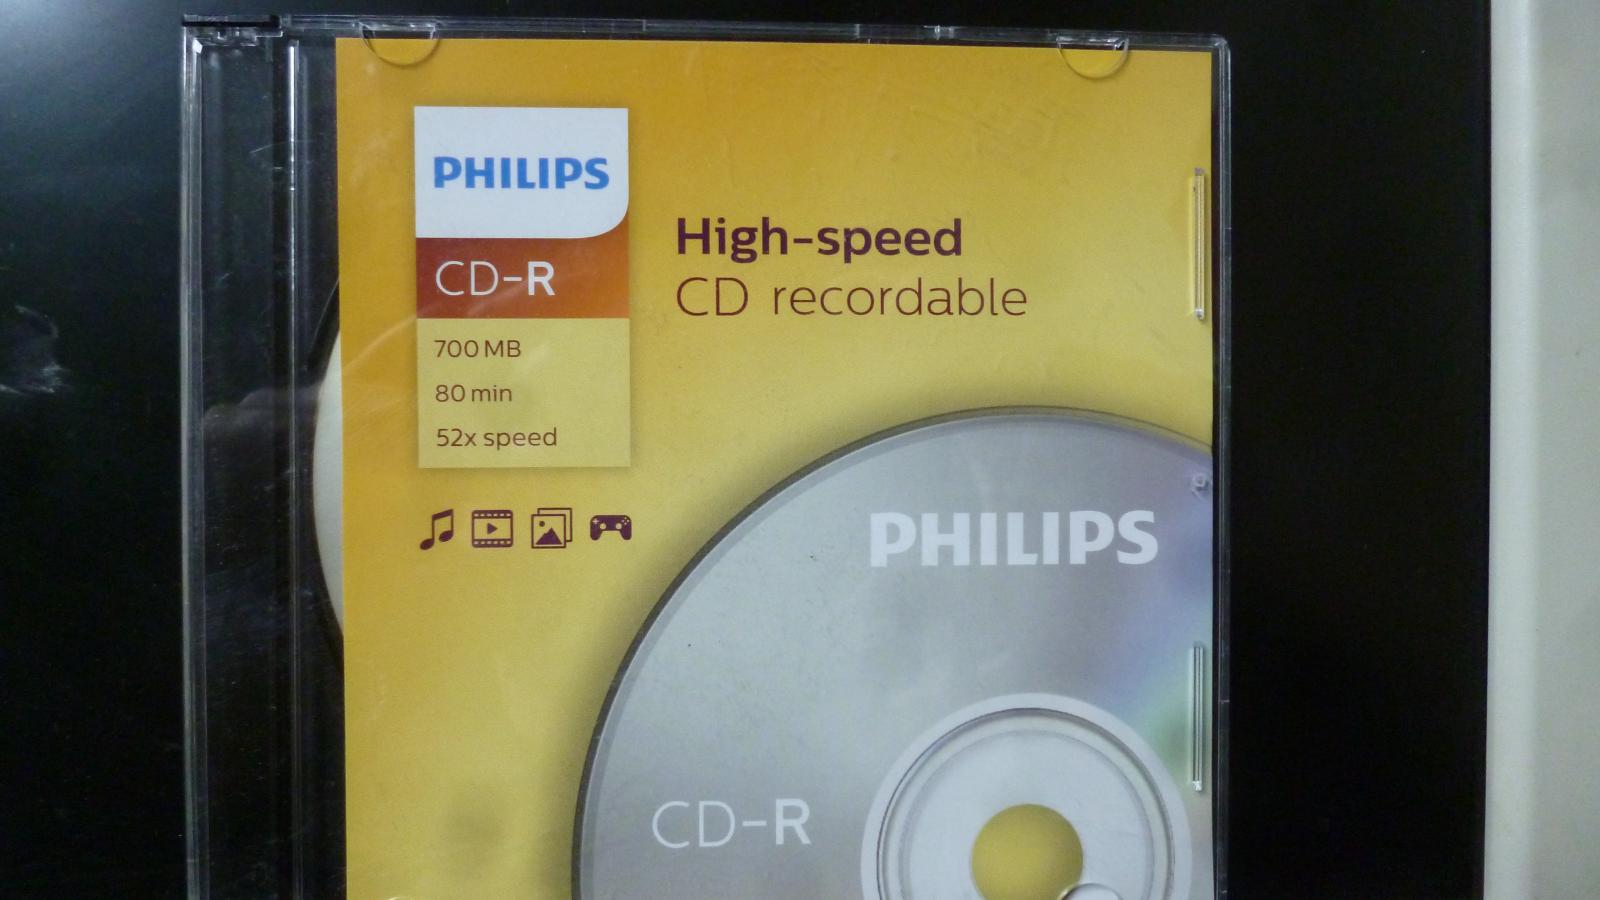 PHILIPS
CD-R
700 MB
80 min
52x speed
High-speed
CD recordable
PHILIPS
CD-R